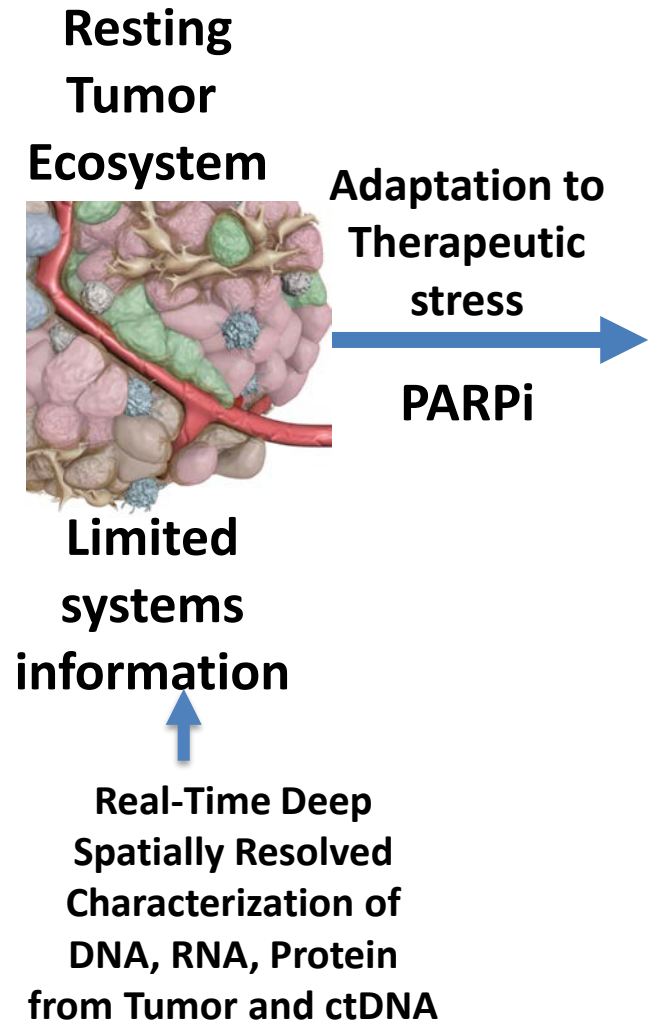 Resting
Tumor
Ecosystem
Adaptation to
Therapeutic
stress
PARPi
Limited
systems
information
Real-Time Deep
Spatially Resolved
Characterization of
DNA, RNA, Protein
from Tumor and ctDNA